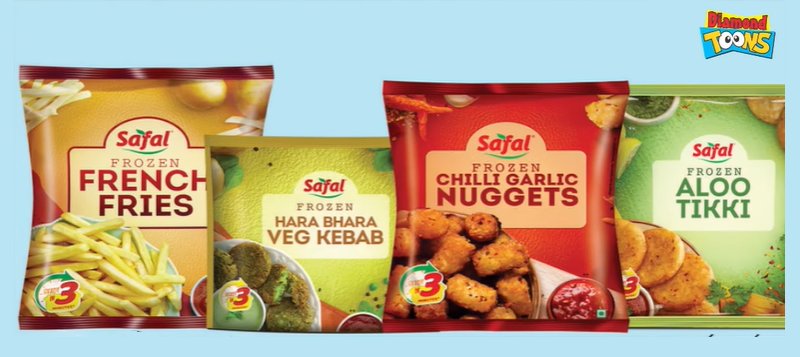 Diamond
TOONS
Safal
FROZEN
FRENCH
FRIES
3
Safal
FROZEN
HARA BHARA
VEG KEBAB
3
Safal
FROZEN
CHILLI GARLIC
NUGGETS
3
Safal
FROZEN
ALOO
TIKKI
3